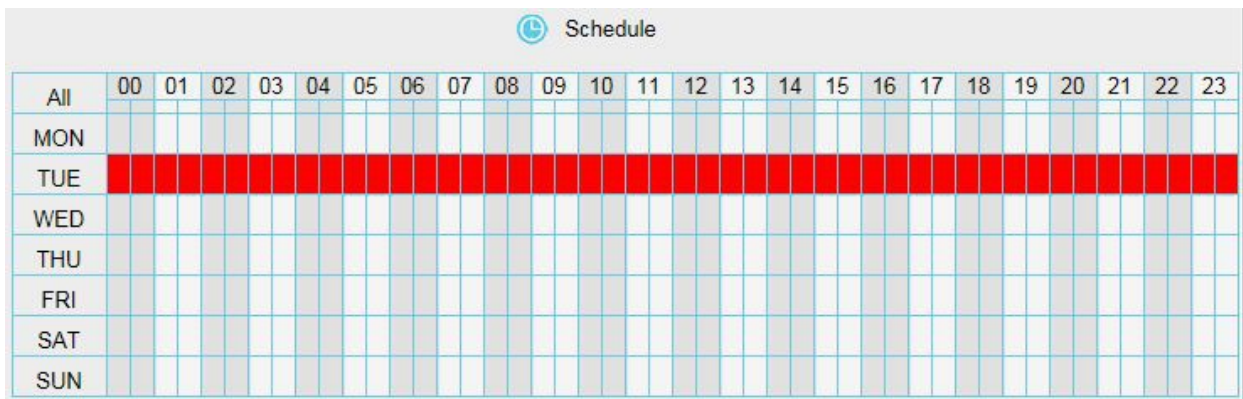 Schedule
All 00 01 02 03 04 05 06 07 08 09 10 11 12 13 14 15 16 17 18 19 20 21 22 23
MON
TUE
WED
THU
FRI
SAT
SUN